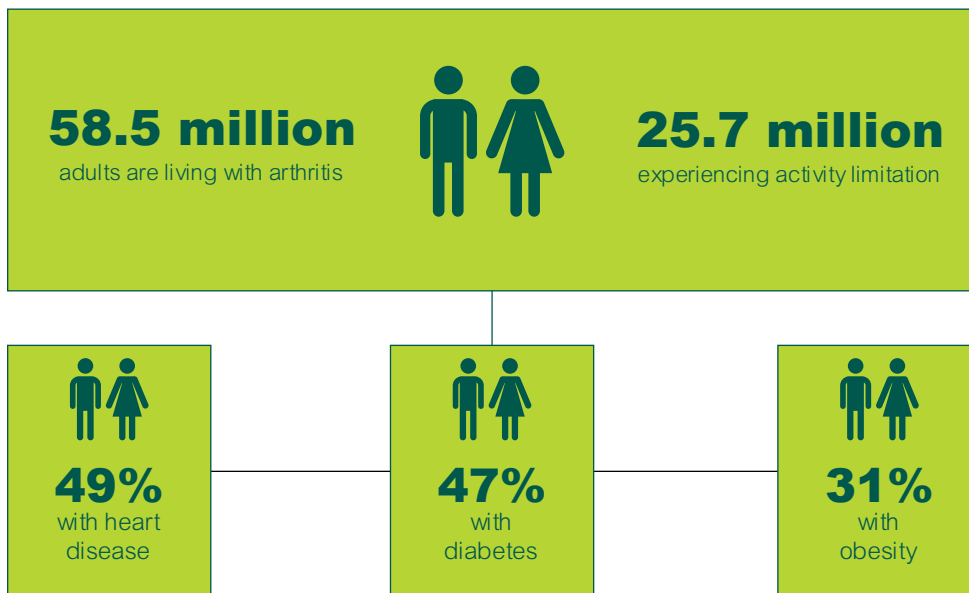 58.5 million
adults are living with arthritis
25.7 million
experiencing activity limitation
49%
with heart
disease
47%
with
diabetes
31%
with
obesity